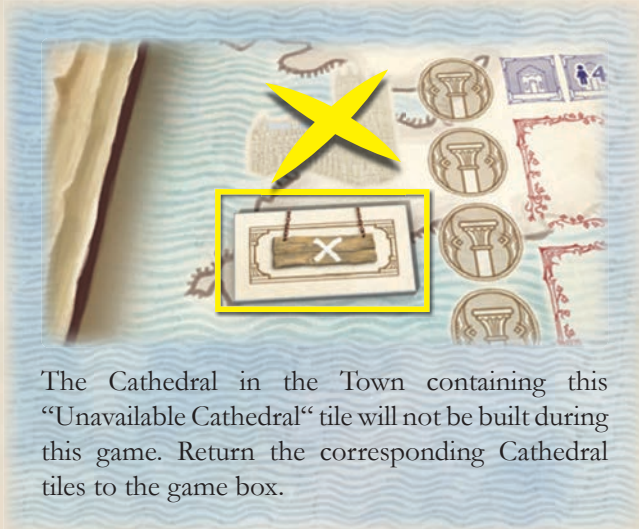 4
The Cathedral in the Town containing this
“Unavailable Cathedral“ tile will not be built during
this game. Return the corresponding Cathedral
tiles to the game box.